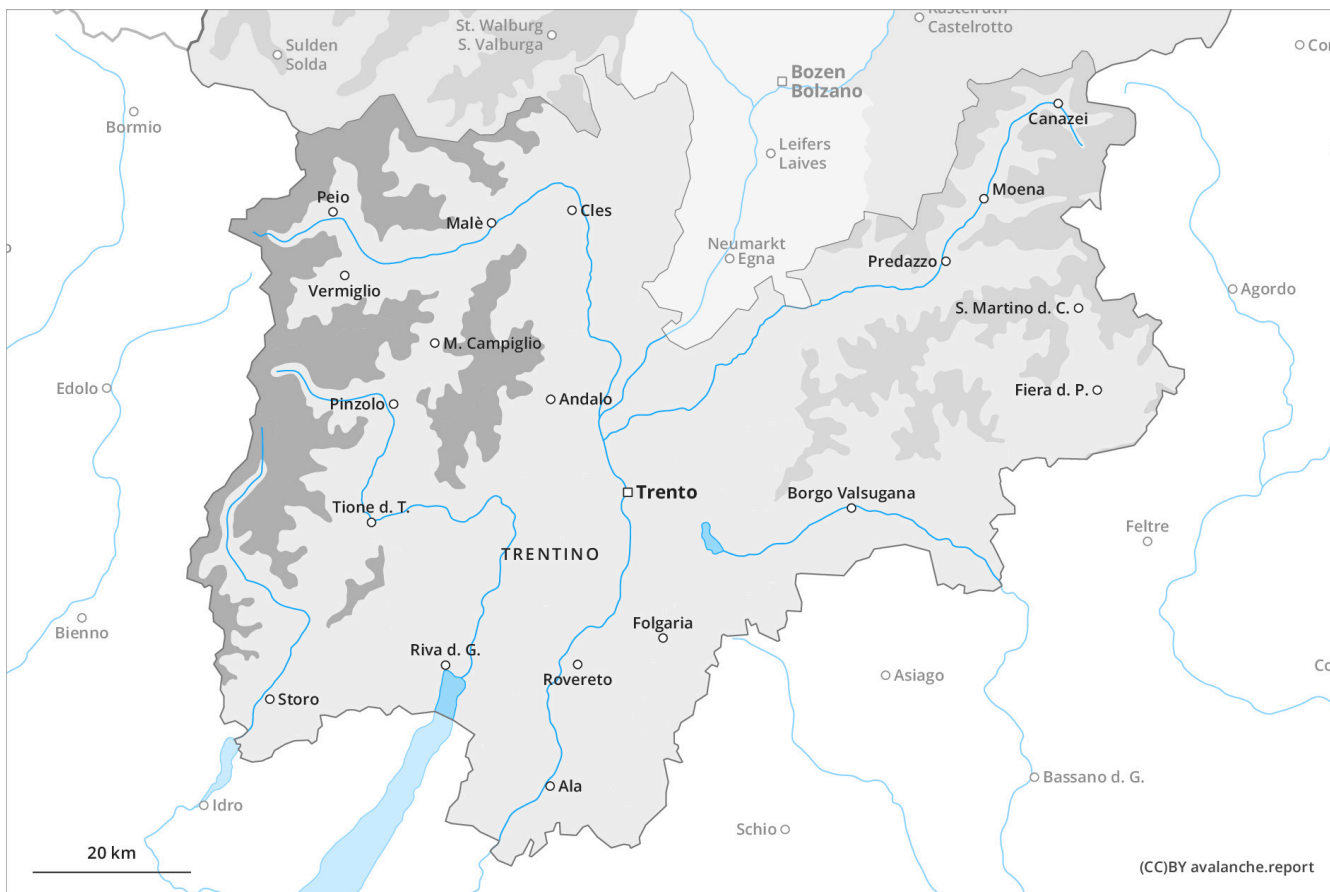 Kastelruth
Castelrotto
St. Walburg
S. Valburga
Sulden
Solda
Bozen
Bolzano
Bormio
Canazei
Leifers
Laives
Peio
Moena
Malè
Cles
Neumarkt
Egna
Predazzo
Vermiglio
Agordo
S. Martino d. C.
M. Campiglio
Edolo
Fiera d. P.
Pinzolo
Andalo
Trento
Borgo Valsugana
Tione d. T.
Feltre
TRENTINO
Bienno
Folgaria
Riva d. G.
Rovereto
Asiago
Storo
Bassano d. G.
Ala
Idro
Schio
20 km
(CC)BY avalanche.report